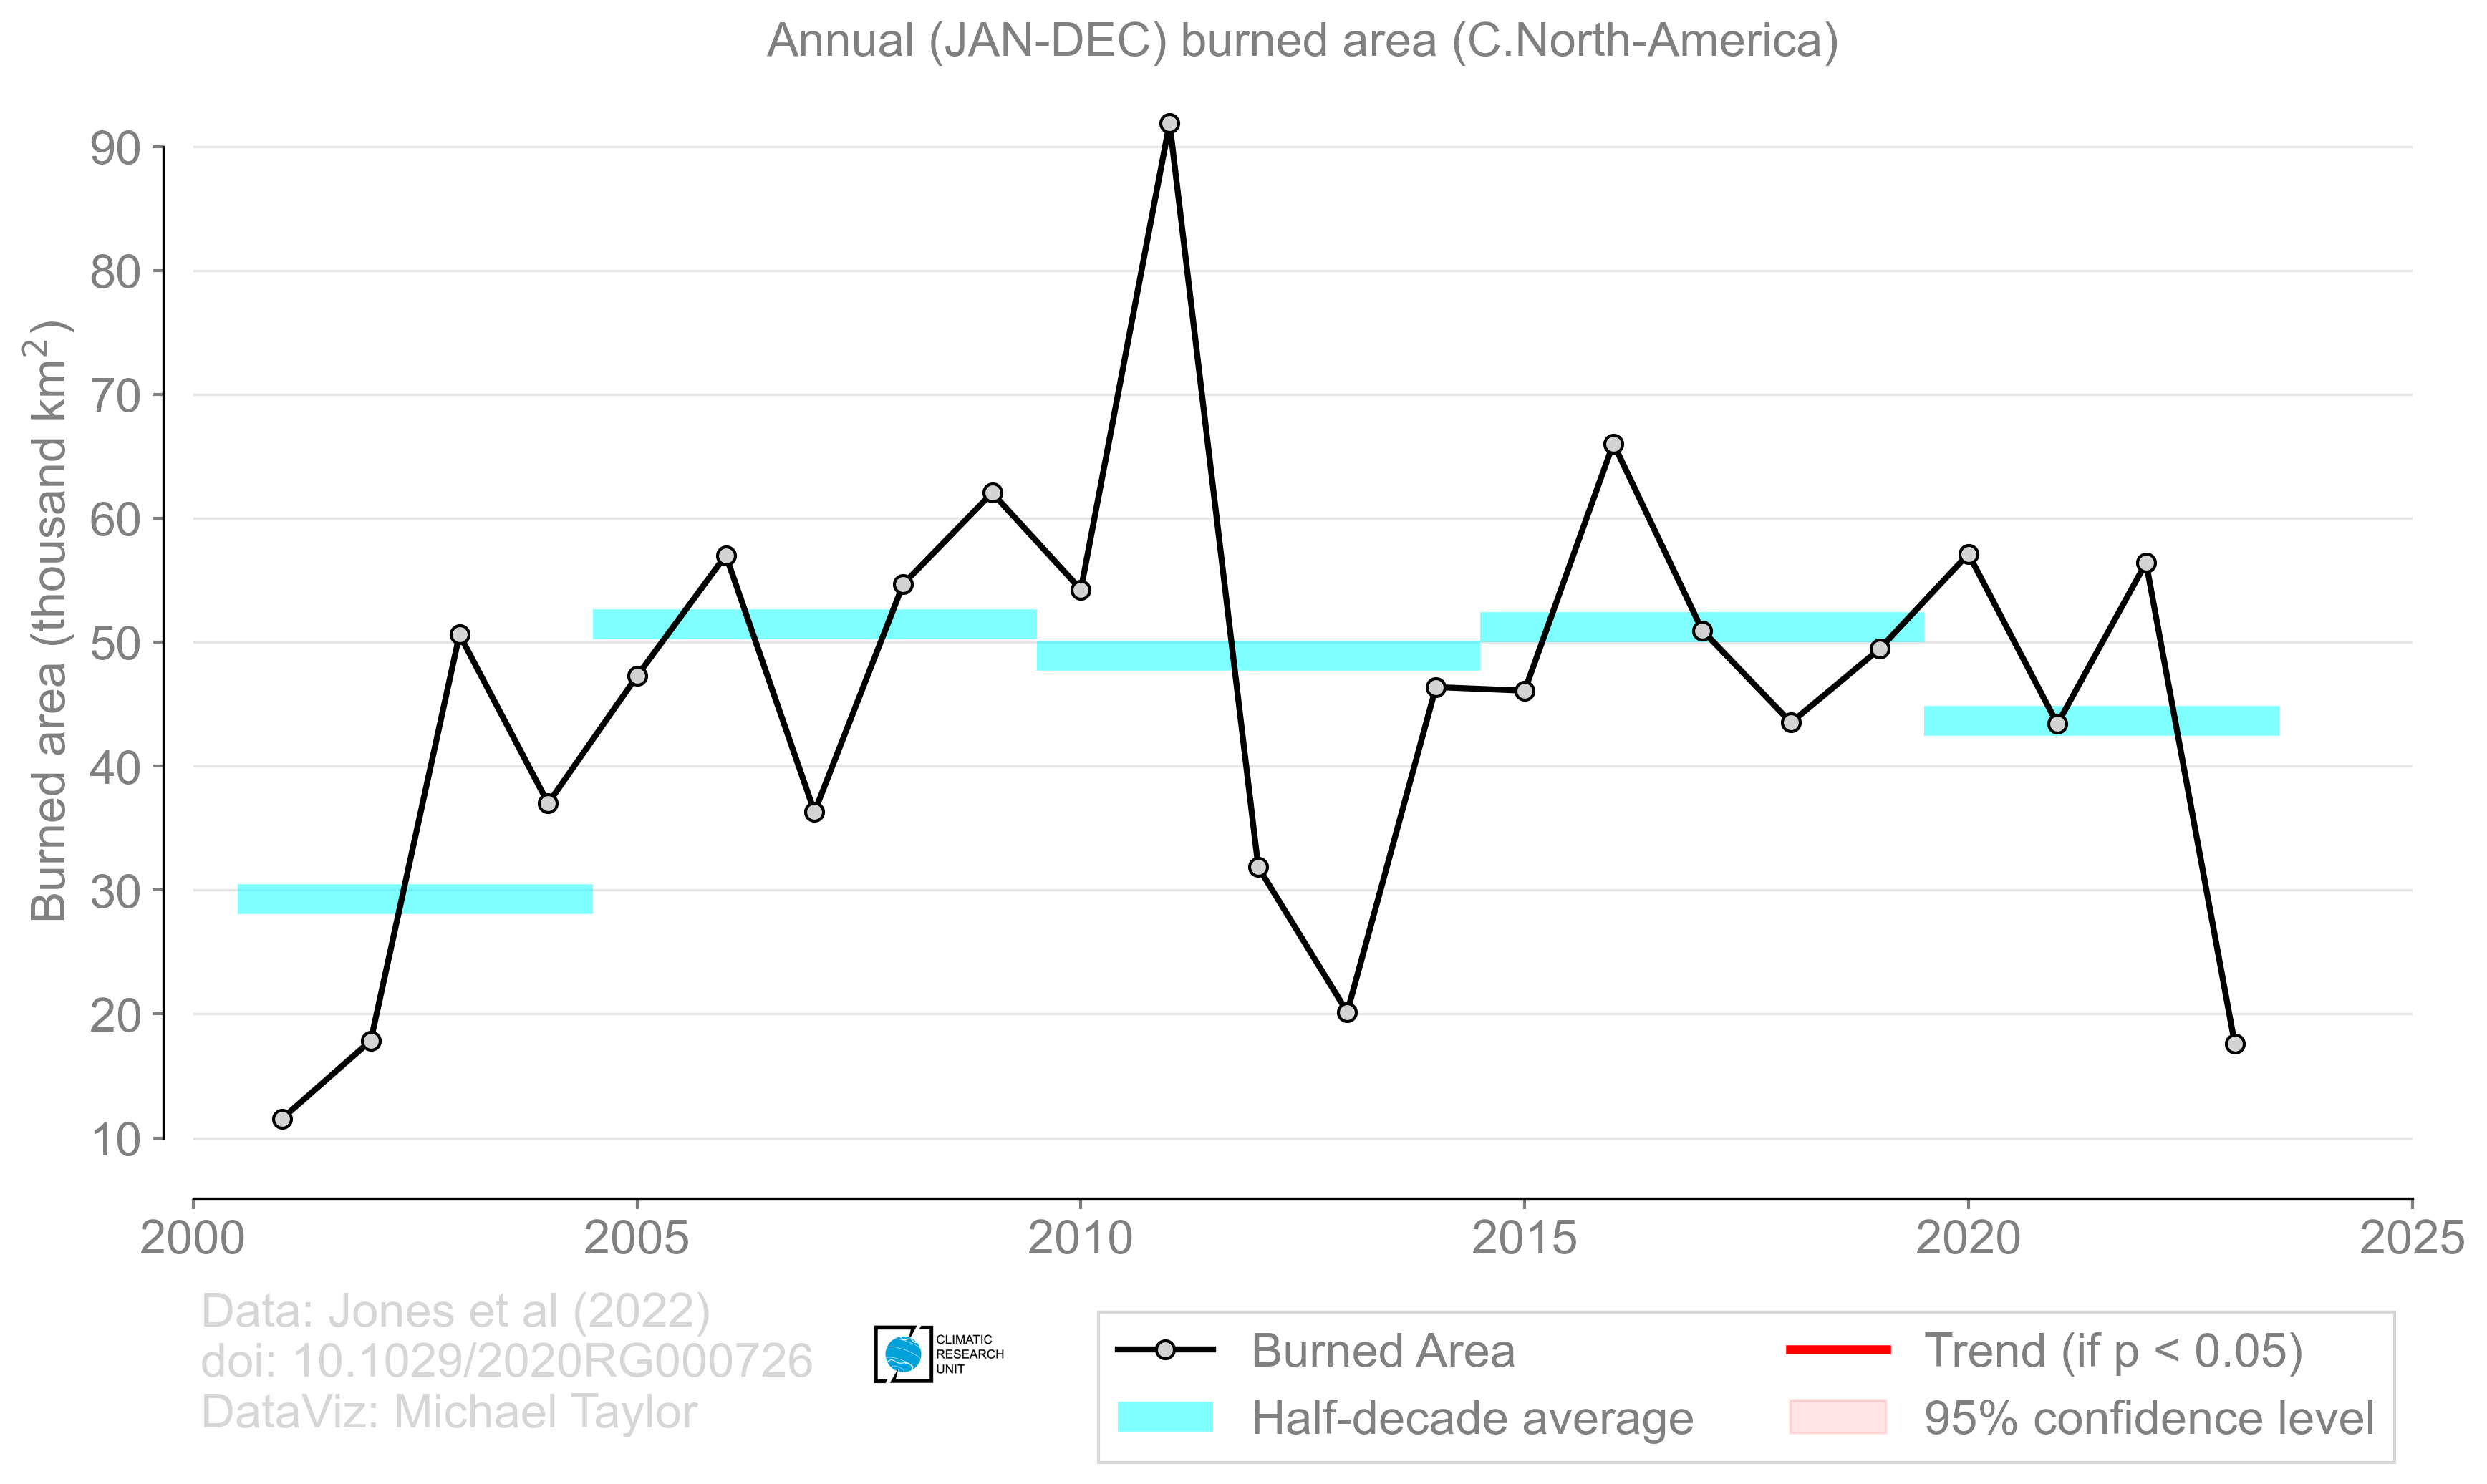 Annual (JAN-DEC) burned area (C.North-America)
Burned area (thousand km²)
90
80
70
60
50
40
30
20
10
2000 2005 2010 2015 2020 2025
Data: Jones et al (2022)
doi: 10.1029/2020RG000726
DataViz: Michael Taylor
CLIMATIC
RESEARCH
UNIT
Burned Area
Half-decade average
Trend (if p < 0.05)
95% confidence level